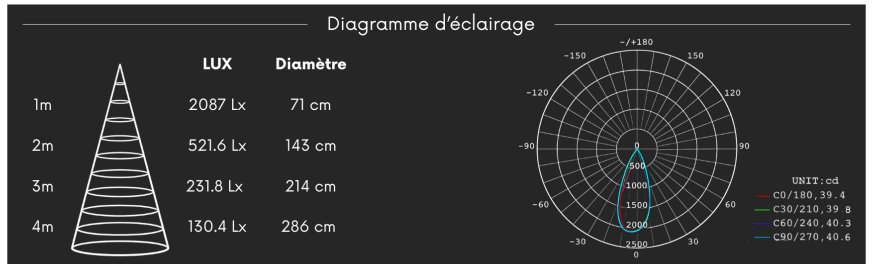 Diagramme d’éclairage
LUX Diamètre
1m 2087 Lx 71 cm
2m 521.6 Lx 143 cm
3m 231.8 Lx 214 cm
4m 130.4 Lx 286 cm
-/+180
-150 150
-120 120
-90 0 90
500
1000
-60 1500 60
2000
-30 2500 30
0
UNIT:cd
C0/180,39.4
C30/210,39 8
C60/240,40.3
C90/270,40.6